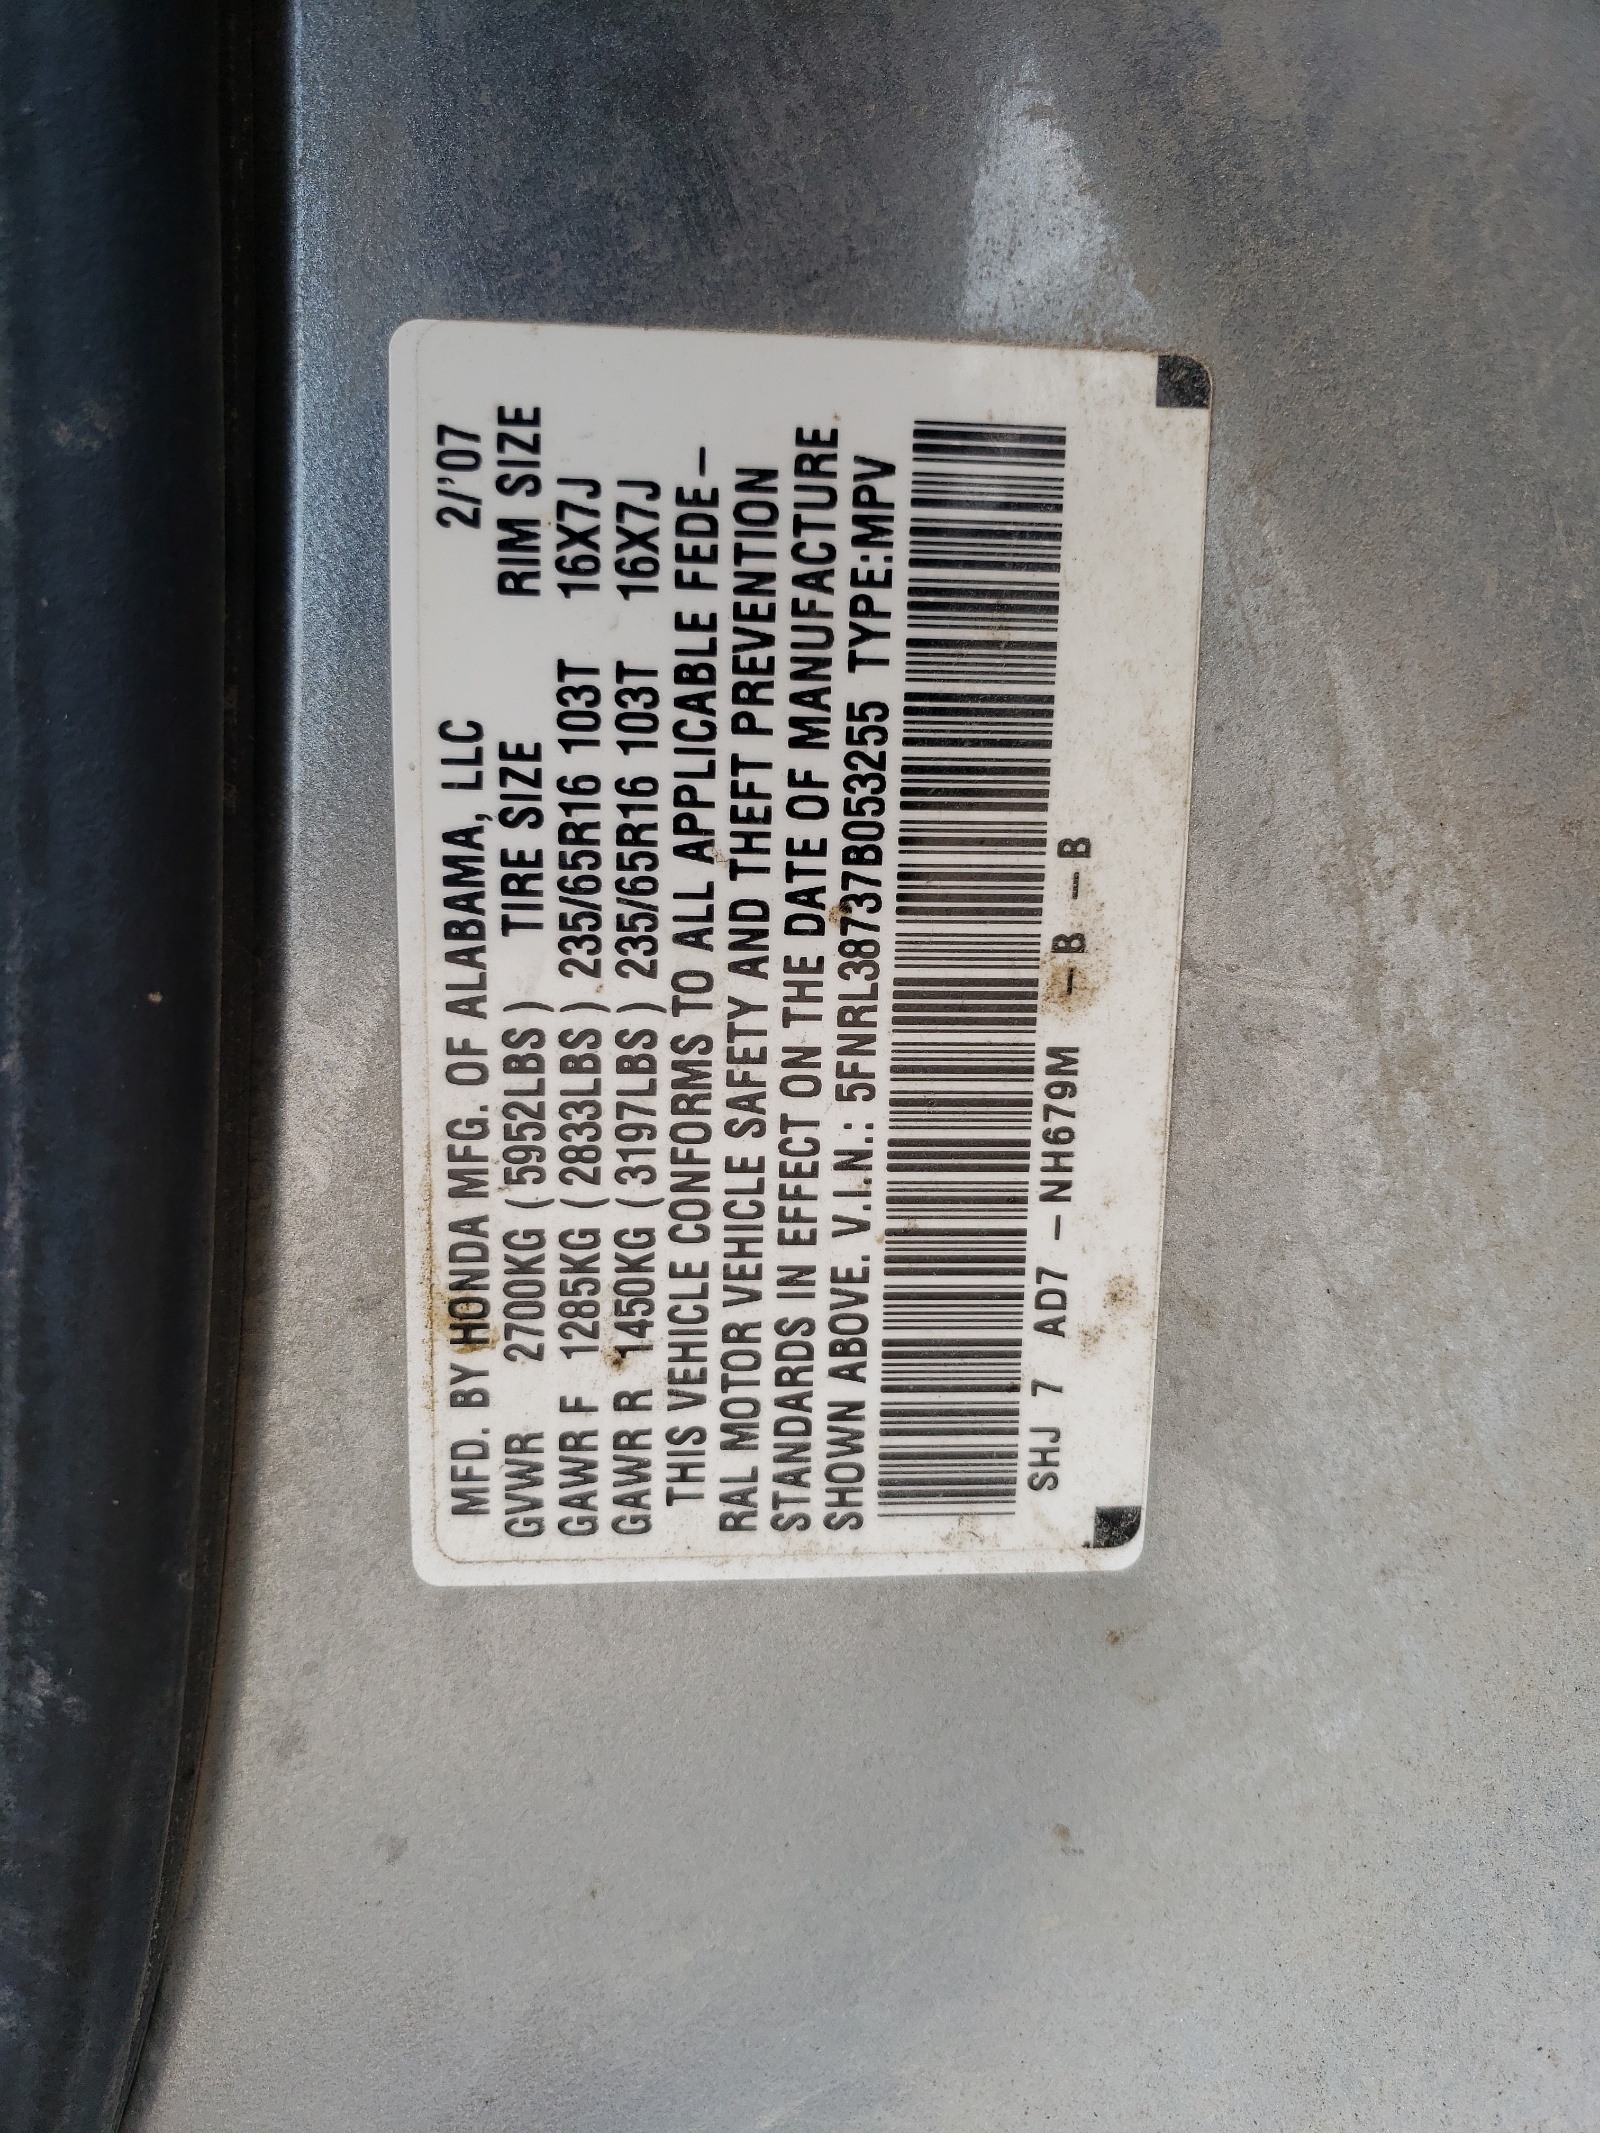 MFD. BY HONDA MFG. OF ALABAMA, LLC 2/'07
GVWR 2700KG (5952LBS) TIRE SIZE RIM SIZE
GAWR F 1285KG (2833LBS) 235/65R16 103T 16X7J
GAWR R 1450KG (3197LBS) 235/65R16 103T 16X7J
THIS VEHICLE CONFORMS TO ALL APPLICABLE FEDE-
RAL MOTOR VEHICLE SAFETY AND THEFT PREVENTION
STANDARDS IN EFFECT ON THE DATE OF MANUFACTURE
SHOWN ABOVE. V.I.N.: 5FNRL38737B053255 TYPE:MPV
SHJ 7 AD7 -NH679M -B -B